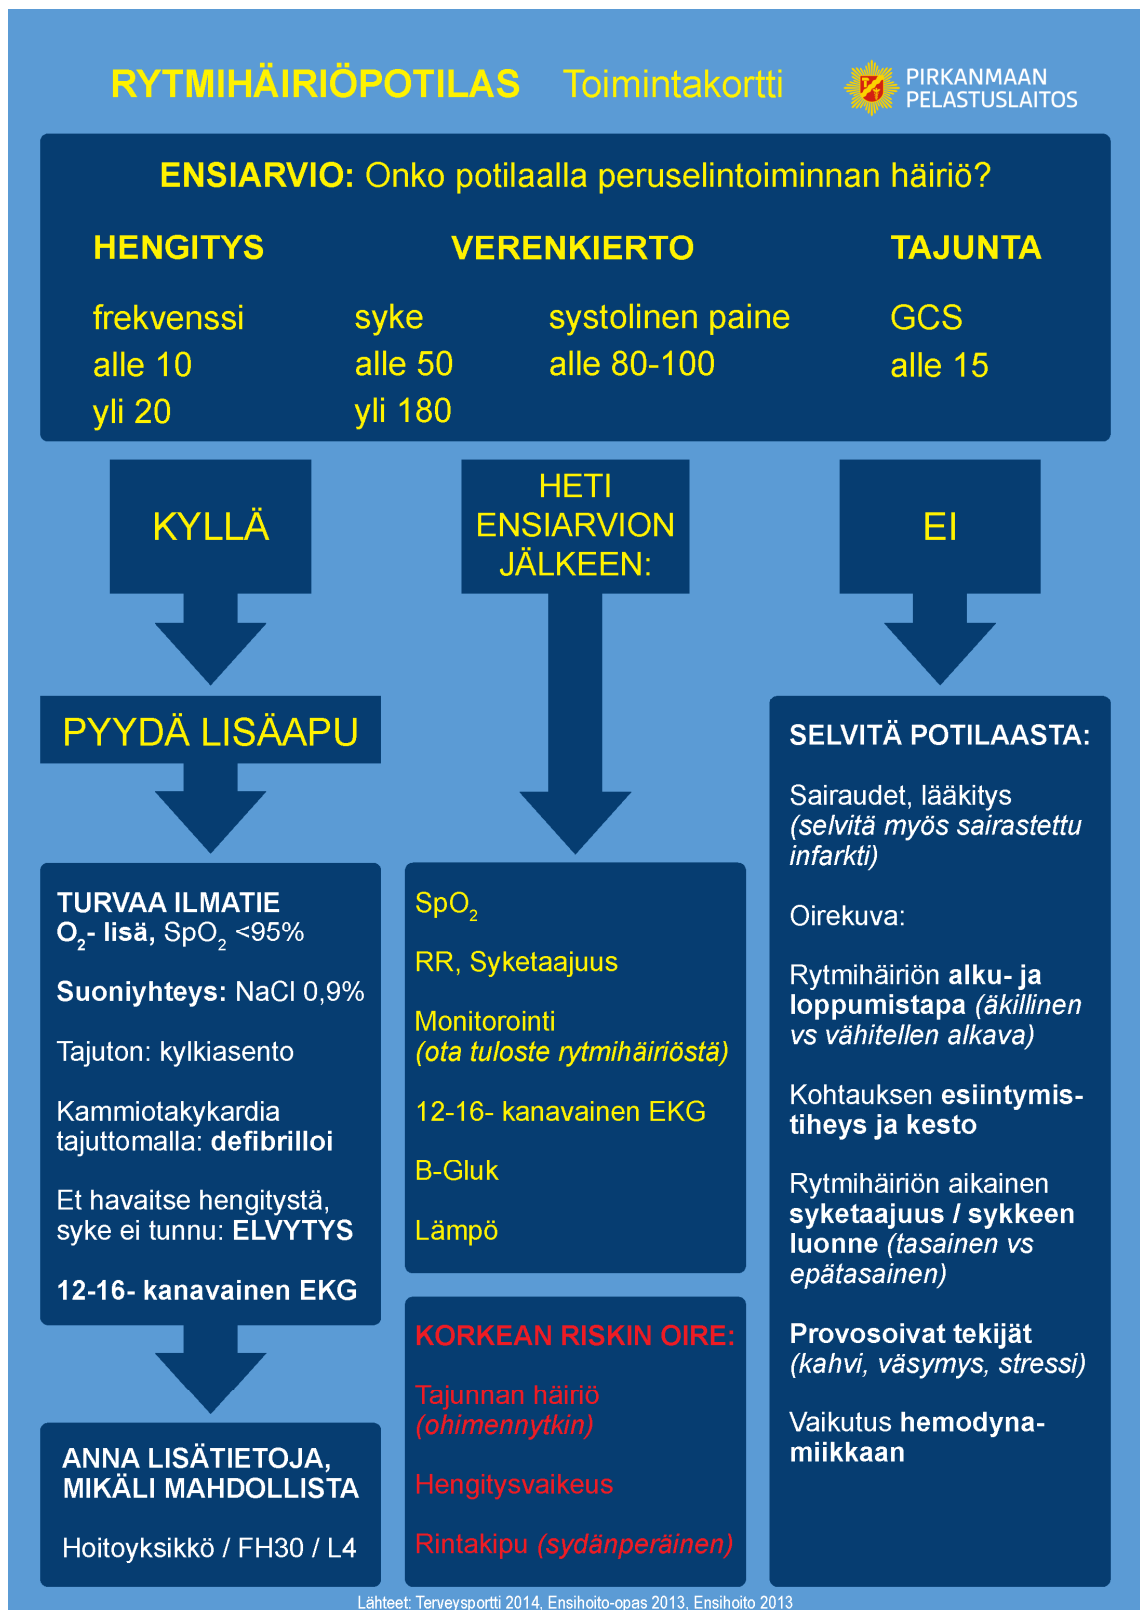 RYTMIHÄIRIÖPOTILAS Toimintakortti
PIRKANMAAN
PELASTUSLAITOS
ENSIARVIO: Onko potilaalla peruselintoiminnan häiriö?
HENGITYS
frekvenssi
alle 10
yli 20
VERENKIERTO
syke
alle 50
yli 180
systolinen paine
alle 80-100
TAJUNTA
GCS
alle 15
KYLLÄ
PYYDÄ LISÄAPU
TURVAA ILMATIE
O₂- lisä, SpO₂ <95%
Suoniyhteys: NaCl 0,9%
Tajuton: kylkiasento
Kammiotakykardia
tajuttomalla: defibrilloi
Et havaitse hengitystä,
syke ei tunnu: ELVYTYS
12-16- kanavainen EKG
ANNA LISÄTIETOJA,
MIKÄLI MAHDOLLISTA
Hoitoyksikkö / FH30 / L4
HETI
ENSIARVION
JÄLKEEN:
SpO₂
RR, Syketaajuus
Monitorointi
(ota tuloste rytmihäiriöstä)
12-16- kanavainen EKG
B-Gluk
Lämpö
KORKEAN RISKIN OIRE:
Tajunnan häiriö
(ohimennytkin)
Hengitysvaikeus
Rintakipu (sydänperäinen)
EI
SELVITÄ POTILAASTA:
Sairaudet, lääkitys
(selvitä myös sairastettu
infarkti)
Oirekuva:
Rytmihäiriön alku- ja
loppumistapa (äkillinen
vs vähitellen alkava)
Kohtauksen esiintymis-
tiheys ja kesto
Rytmihäiriön aikainen
syketaajuus / sykkeen
luonne (tasainen vs
epätasainen)
Provosoivat tekijät
(kahvi, väsymys, stressi)
Vaikutus hemodyna-
miikkaan
Lähteet: Terveysportti 2014, Ensihoito-opas 2013, Ensihoito 2013